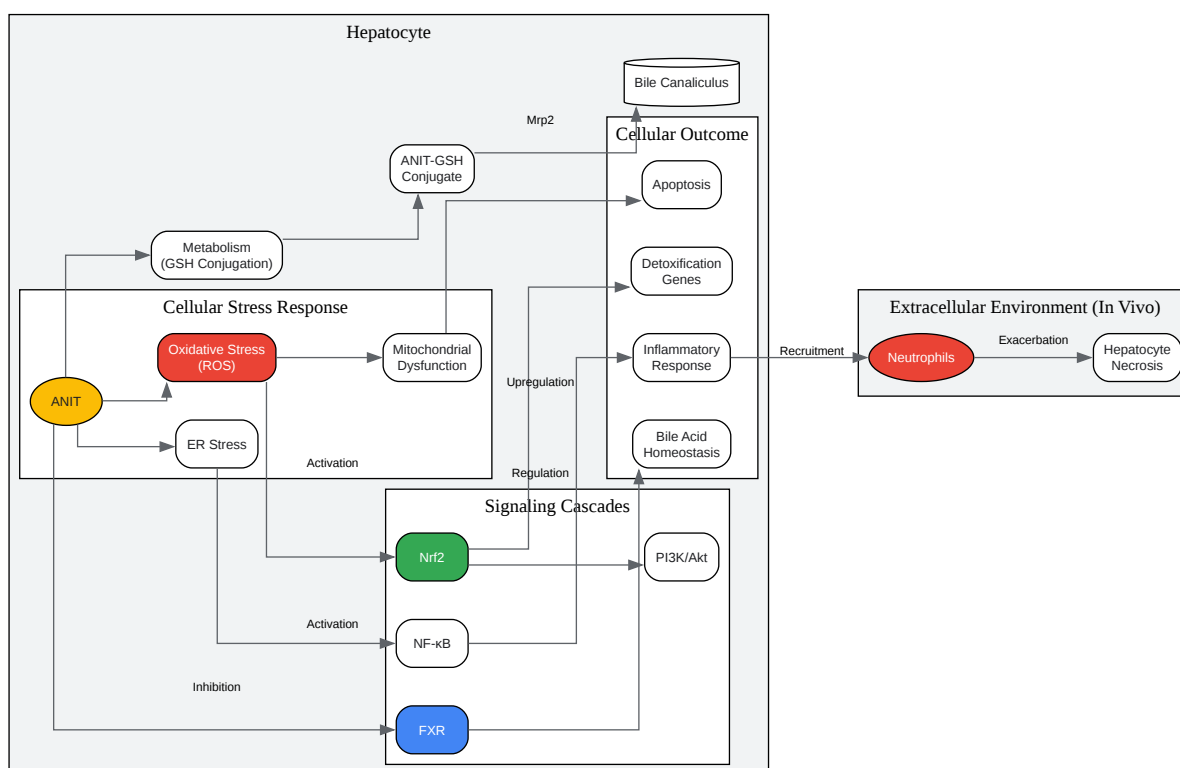 Hepatocyte
Bile Canaliculus
Mrp2
Cellular Outcome
ANIT-GSH
Conjugate
Apoptosis
Metabolism
(GSH Conjugation)
Detoxification
Genes
Cellular Stress Response
Extracellular Environment (In Vivo)
Oxidative Stress
(ROS)
Mitochondrial
Dysfunction
Inflammatory
Response
Recruitment
Neutrophils
Exacerbation
Hepatocyte
Necrosis
Upregulation
ANIT
ER Stress
Bile Acid
Homeostasis
Activation
Regulation
Signaling Cascades
Nrf2
PI3K/Akt
Activation
NF-κB
Inhibition
FXR